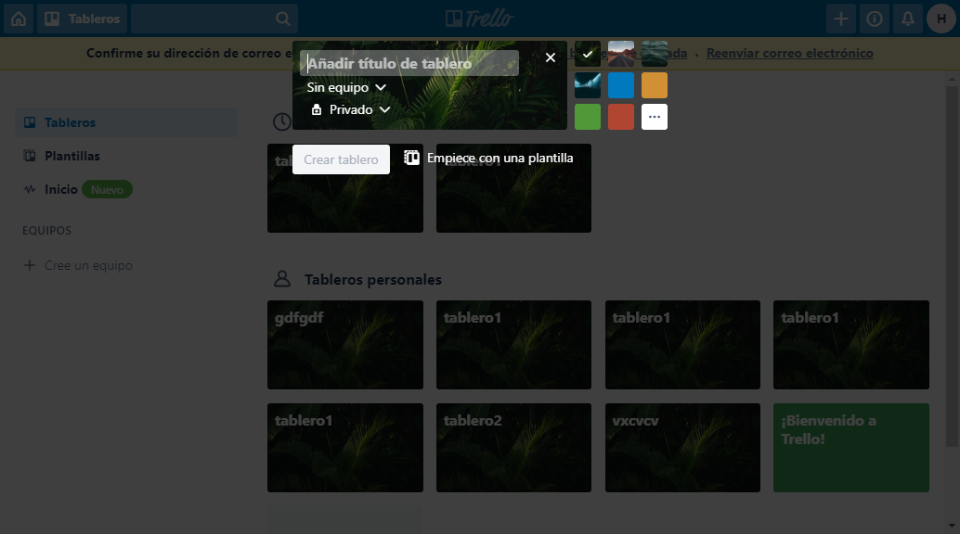 Tableros
Trello
H
Confirme su dirección de correo e
da · Reenviar correo electrónico
Añadir título de tablero
Sin equipo
Privado
Crear tablero
Empiece con una plantilla
Tableros
Plantillas
Inicio Nuevo
EQUIPOS
Cree un equipo
tablero1
Tableros personales
gdfgdf
tablero1
tablero1
tablero1
tablero1
tablero2
vxcvcv
¡Bienvenido a
Trello!